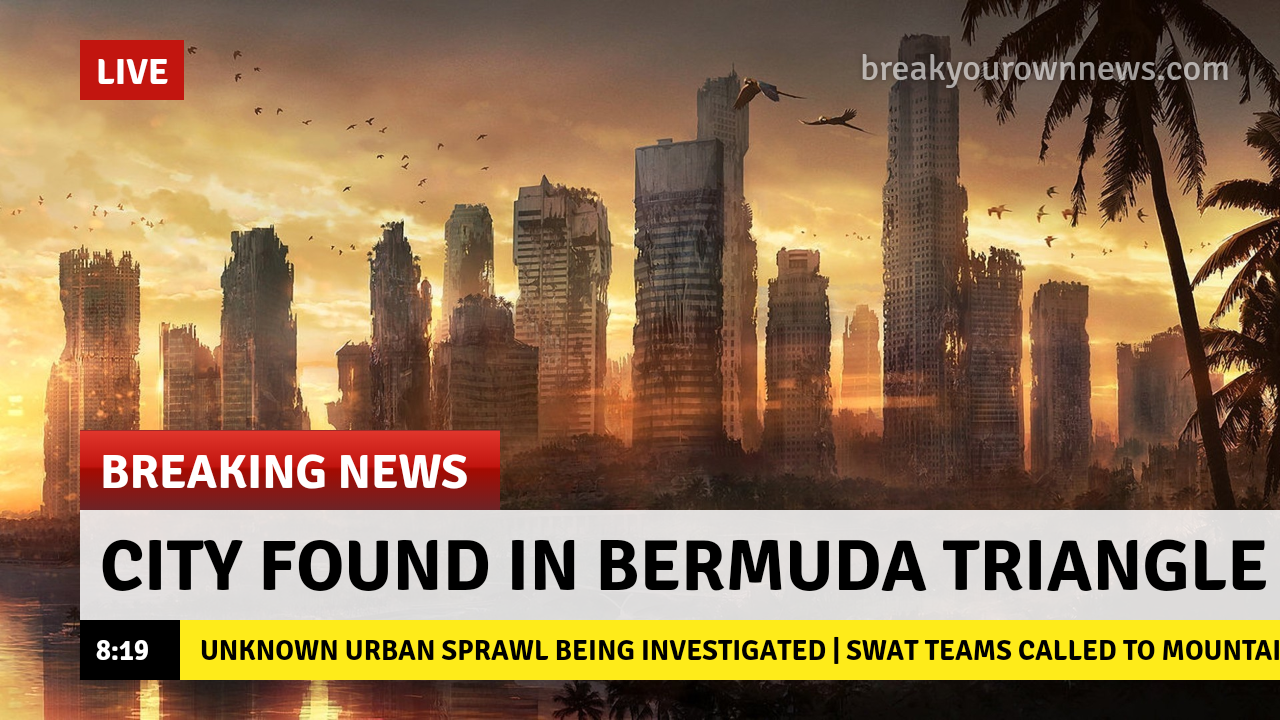 LIVE
breakyourownnews.com
BREAKING NEWS
CITY FOUND IN BERMUDA TRIANGLE
8:19
UNKNOWN URBAN SPRAWL BEING INVESTIGATED | SWAT TEAMS CALLED TO